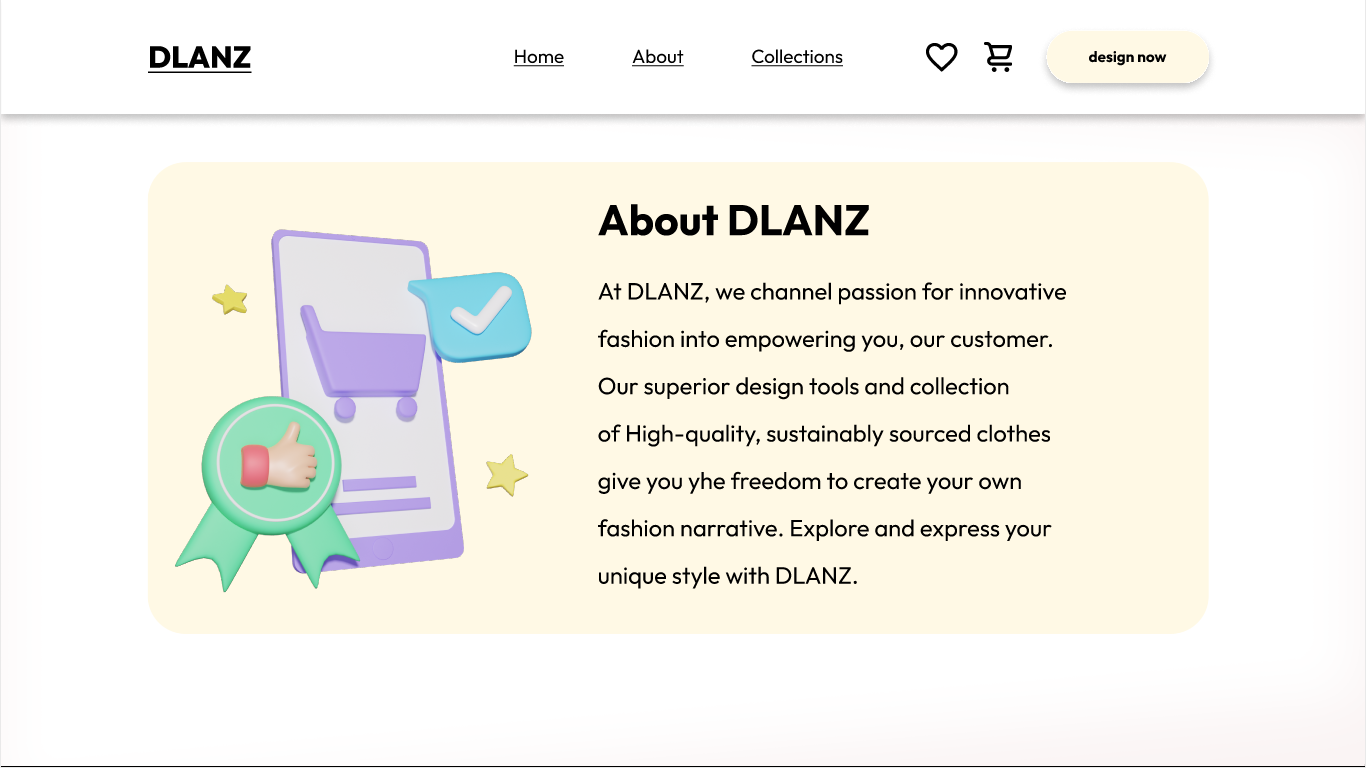 DLANZ
Home About Collections design now
About DLANZ
At DLANZ, we channel passion for innovative
fashion into empowering you, our customer.
Our superior design tools and collection
of High-quality, sustainably sourced clothes
give you yhe freedom to create your own
fashion narrative. Explore and express your
unique style with DLANZ.